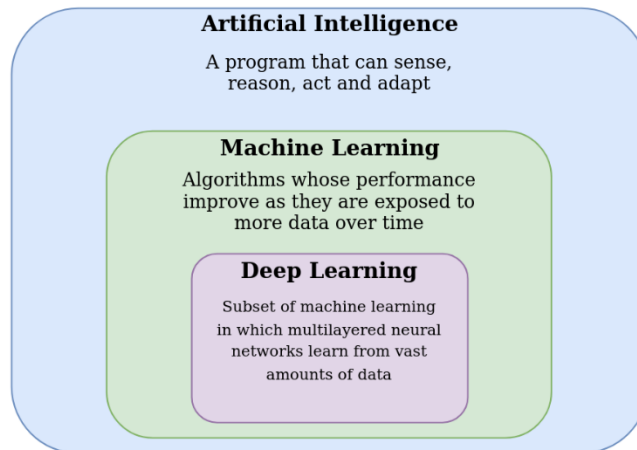 Artificial Intelligence
A program that can sense,
reason, act and adapt
Machine Learning
Algorithms whose performance
improve as they are exposed to
more data over time
Deep Learning
Subset of machine learning
in which multilayered neural
networks learn from vast
amounts of data